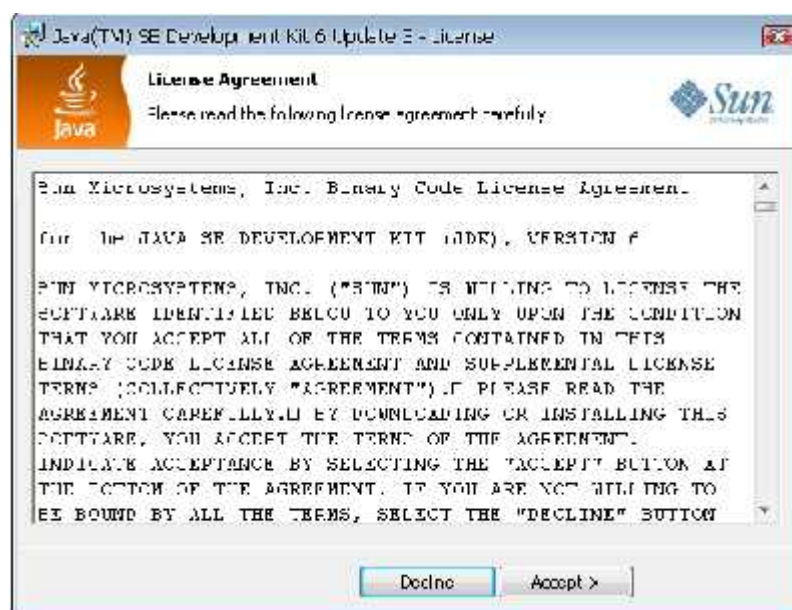 Java(TM) SE Development Kit 6 Update 3 - License
License Agreement
Please read the following license agreement carefully.
Java
Sun
Sun Microsystems, Inc. Binary Code License Agreement
for the JAVA SE DEVELOPMENT KIT (JDK), VERSION 6
SUN MICROSYSTEMS, INC. ("SUN") IS WILLING TO LICENSE THE
SOFTWARE IDENTIFIED BELOW TO YOU ONLY UPON THE CONDITION
THAT YOU ACCEPT ALL OF THE TERMS CONTAINED IN THIS
BINARY CODE LICENSE AGREEMENT AND SUPPLEMENTAL LICENSE
TERMS (COLLECTIVELY "AGREEMENT").□ PLEASE READ THE
AGREEMENT CAREFULLY.□ BY DOWNLOADING OR INSTALLING THIS
SOFTWARE, YOU ACCEPT THE TERMS OF THE AGREEMENT.
INDICATE ACCEPTANCE BY SELECTING THE "ACCEPT" BUTTON AT
THE BOTTOM OF THE AGREEMENT. IF YOU ARE NOT WILLING TO
BE BOUND BY ALL THE TERMS, SELECT THE "DECLINE" BUTTON
Decline
Accept >